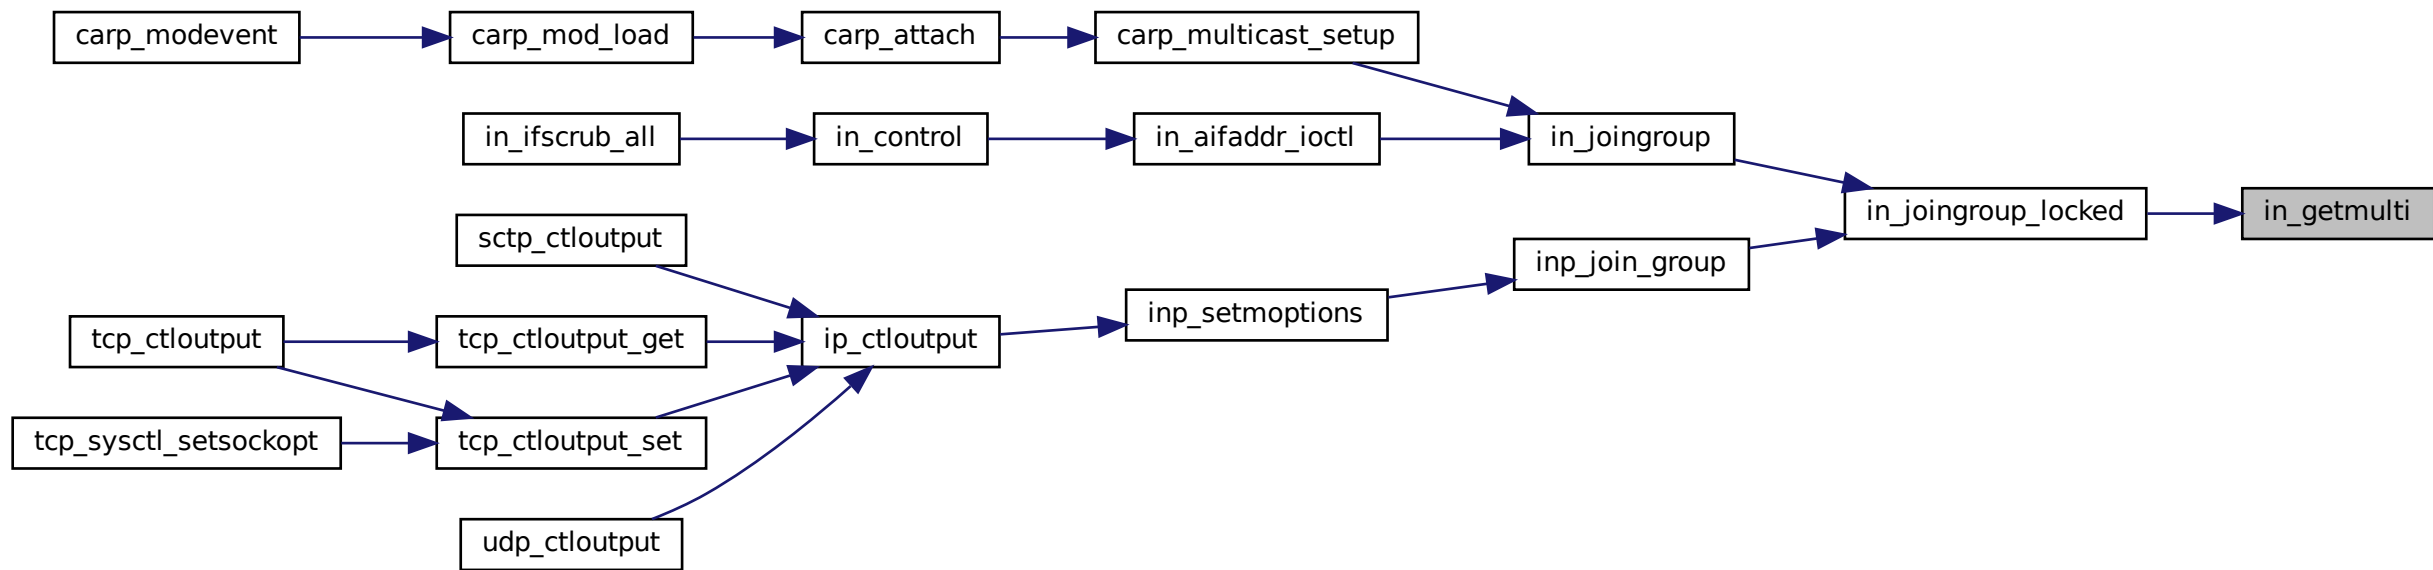 carp_modevent
carp_mod_load
carp_attach
carp_multicast_setup
in_ifscrub_all
in_control
in_aifaddr_ioctl
in_joingroup
in_joingroup_locked
in_getmulti
sctp_ctloutput
inp_join_group
inp_setmoptions
tcp_ctloutput
tcp_ctloutput_get
ip_ctloutput
tcp_sysctl_setsockopt
tcp_ctloutput_set
udp_ctloutput